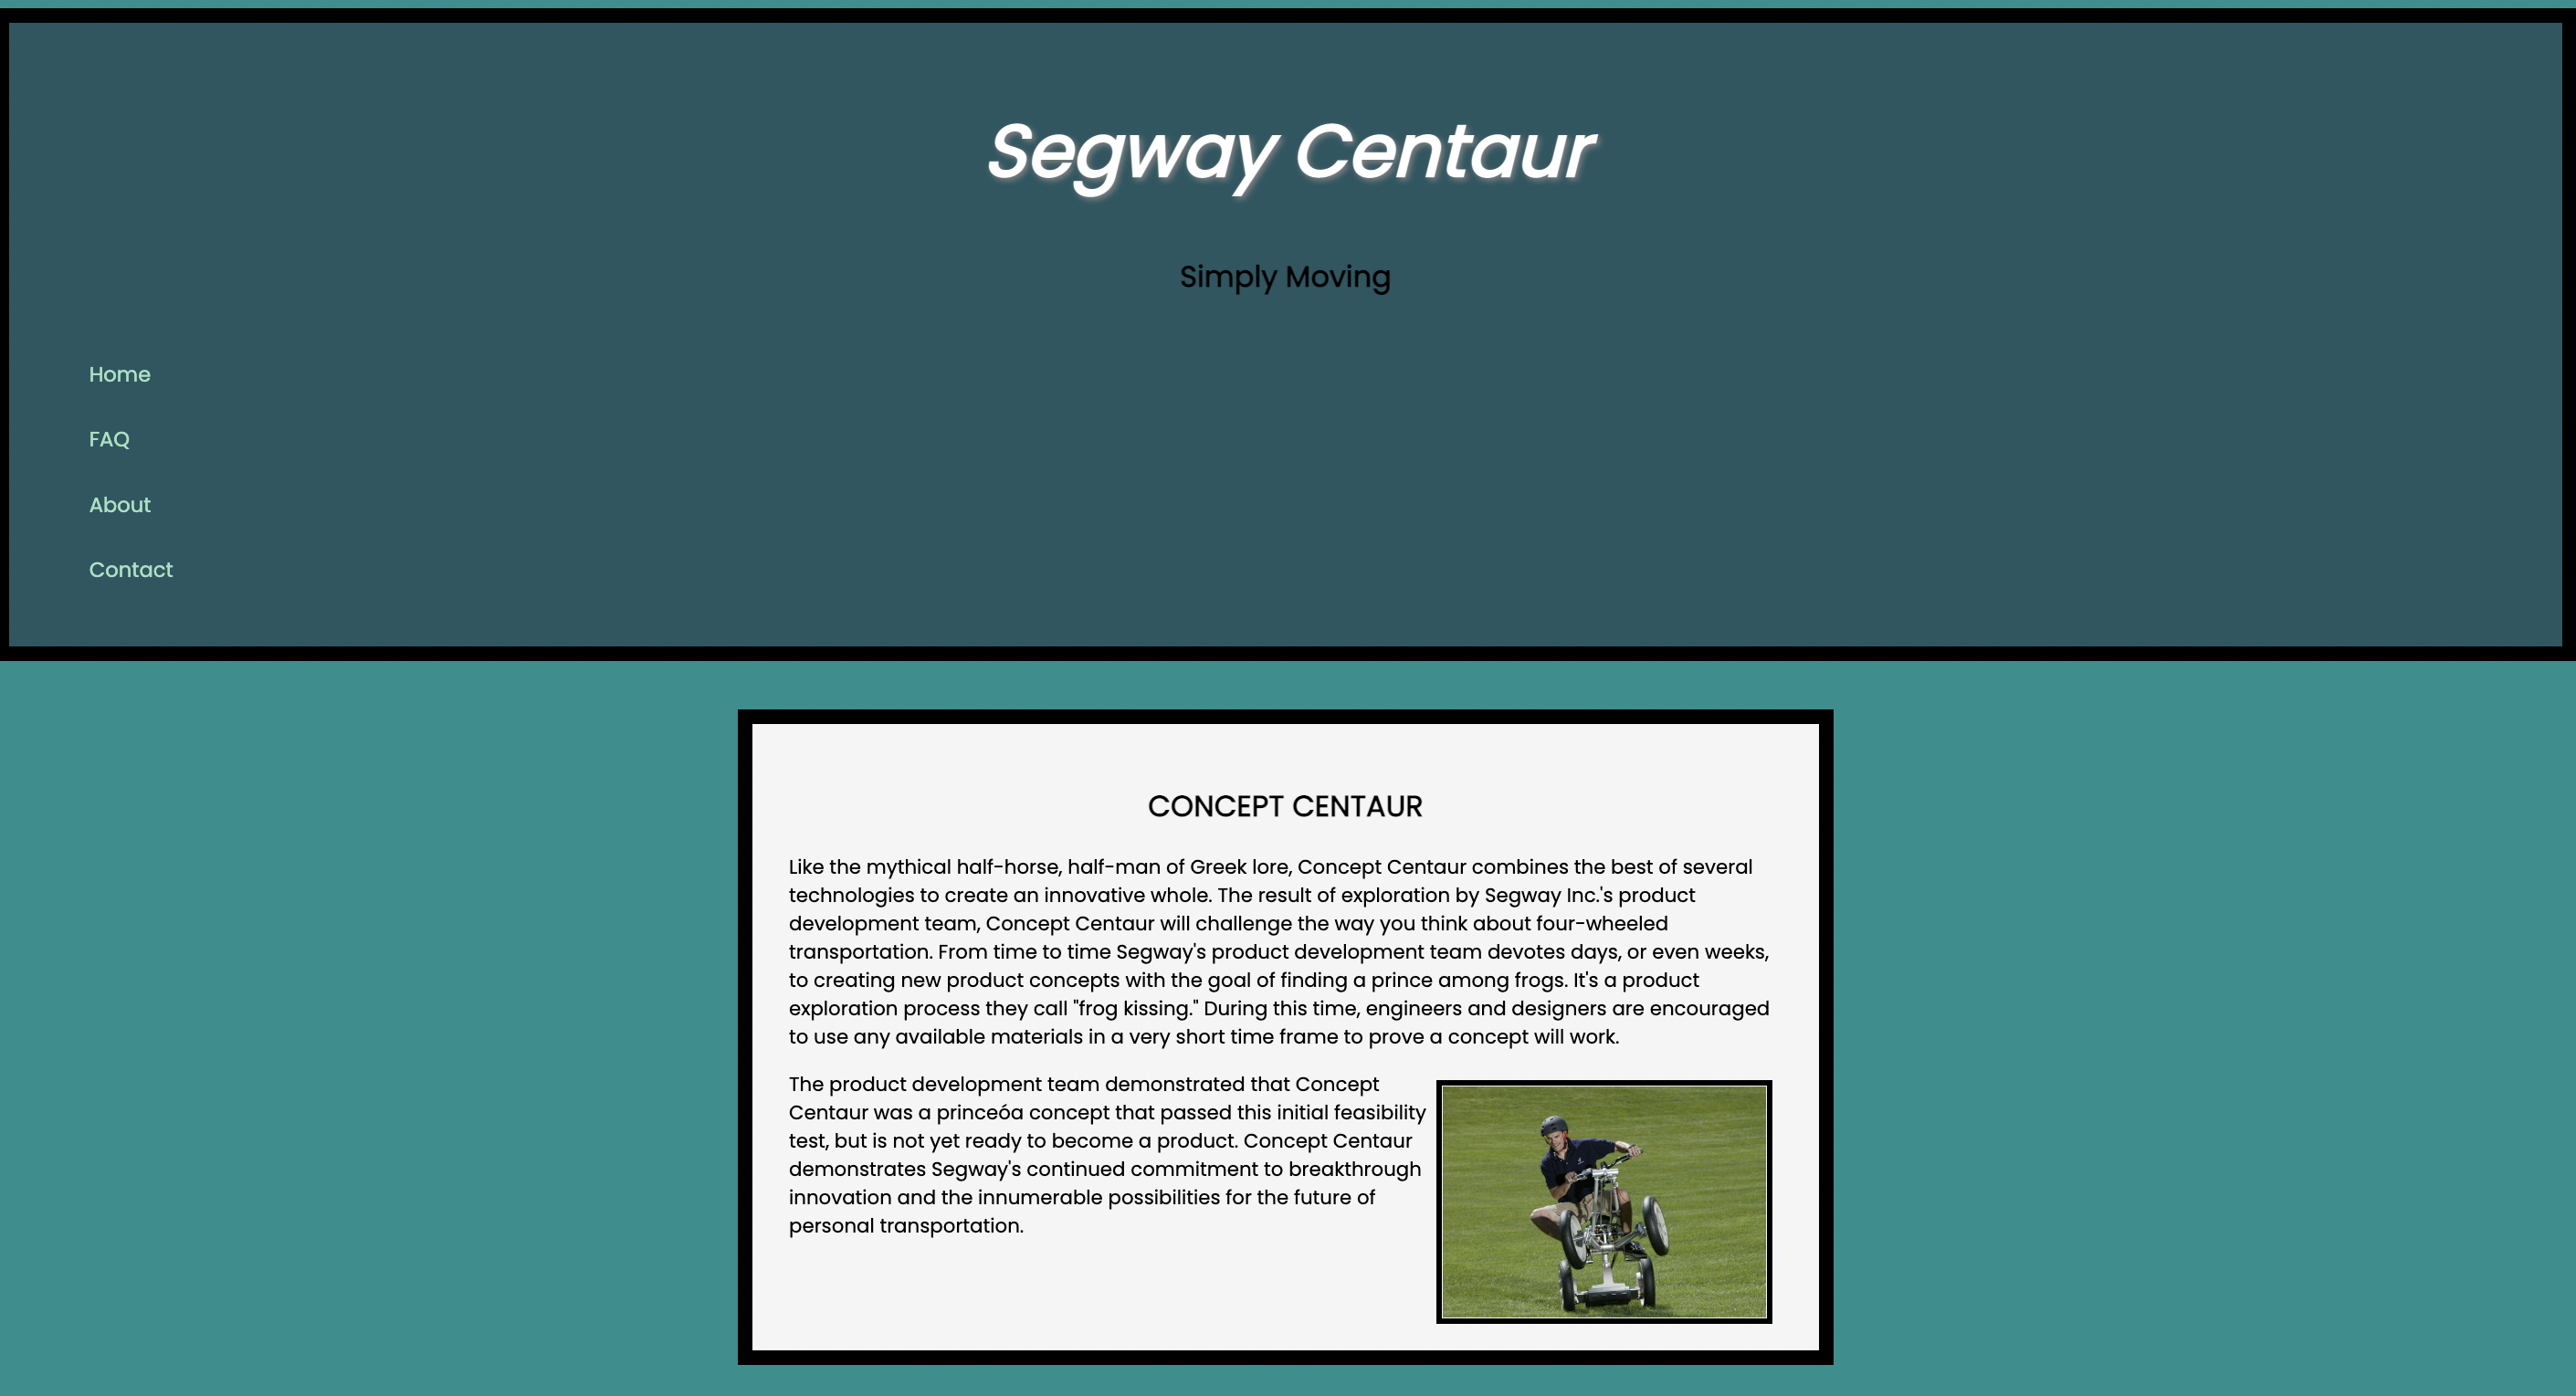 Segway Centaur
Simply Moving
Home
FAQ
About
Contact
CONCEPT CENTAUR
Like the mythical half-horse, half-man of Greek lore, Concept Centaur combines the best of several
technologies to create an innovative whole. The result of exploration by Segway Inc.'s product
development team, Concept Centaur will challenge the way you think about four-wheeled
transportation. From time to time Segway's product development team devotes days, or even weeks,
to creating new product concepts with the goal of finding a prince among frogs. It's a product
exploration process they call "frog kissing." During this time, engineers and designers are encouraged
to use any available materials in a very short time frame to prove a concept will work.
The product development team demonstrated that Concept
Centaur was a princeóa concept that passed this initial feasibility
test, but is not yet ready to become a product. Concept Centaur
demonstrates Segway's continued commitment to breakthrough
innovation and the innumerable possibilities for the future of
personal transportation.